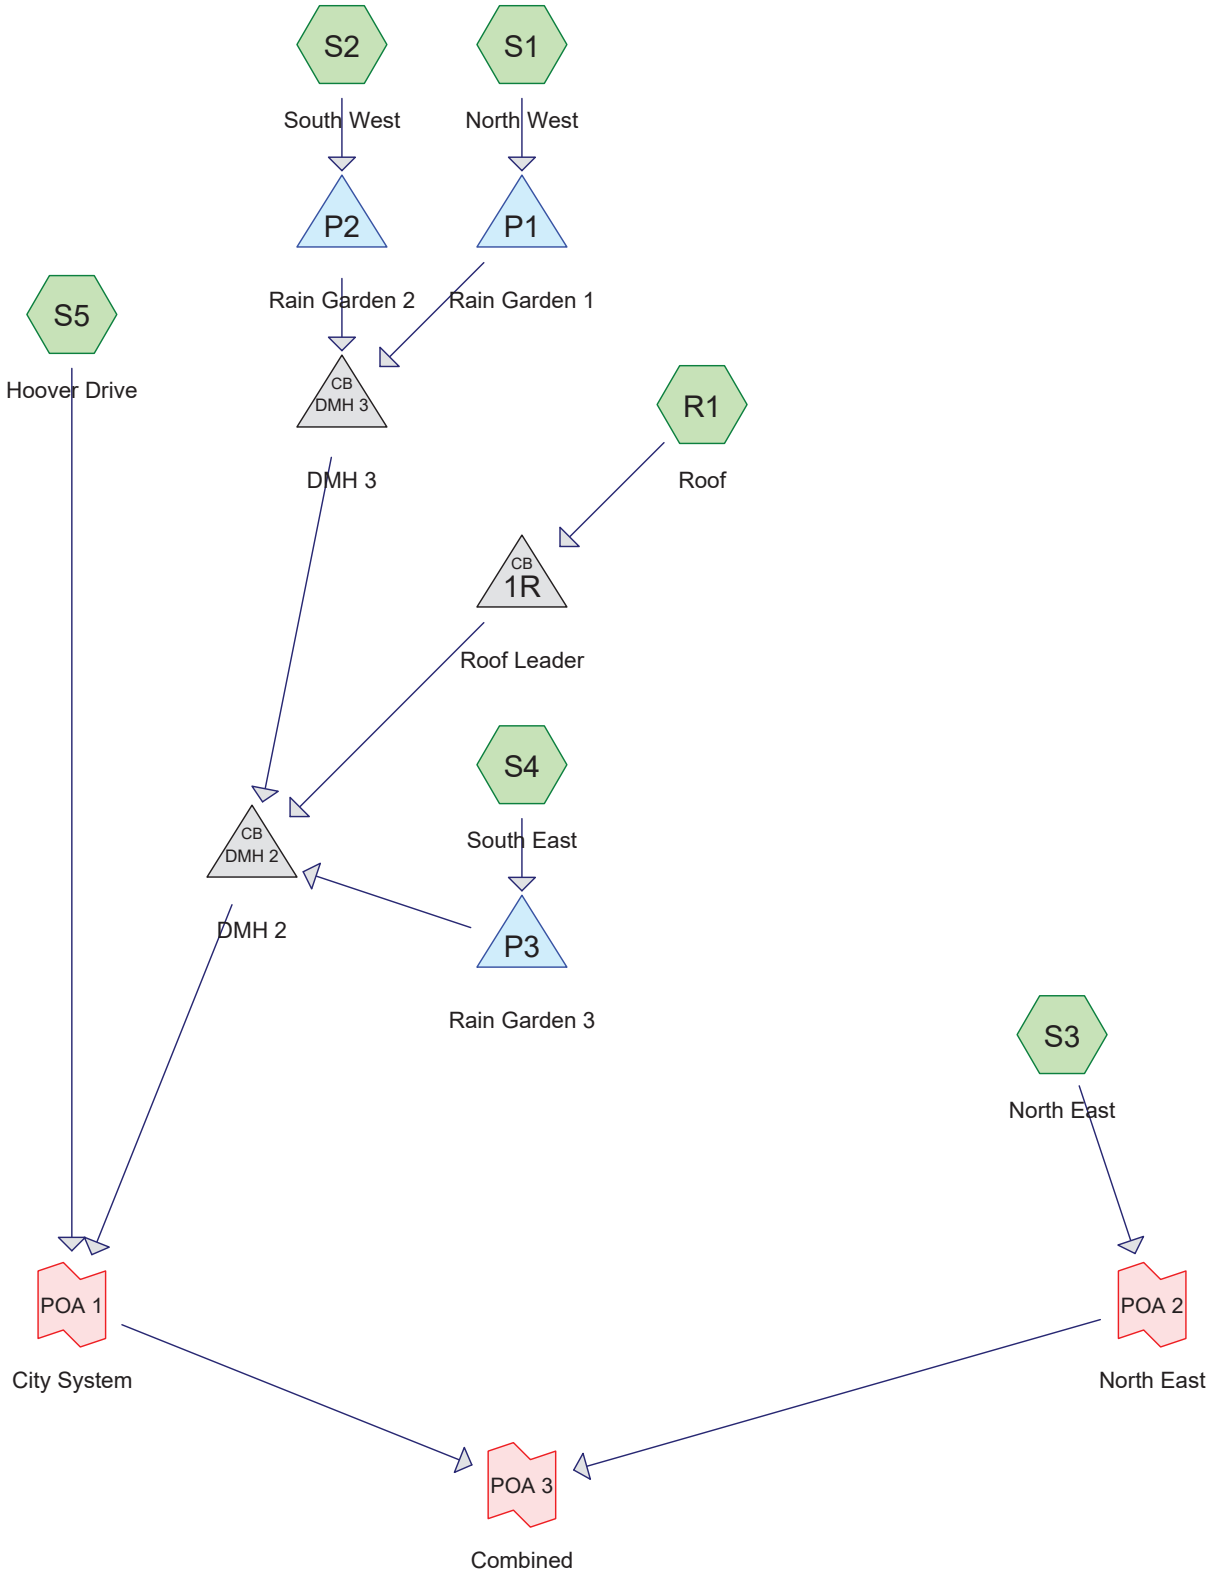 S2
S1
South West
North West
P2
P1
Rain Garden 2
Rain Garden 1
S5
Hoover Drive
CB
DMH 3
R1
DMH 3
Roof
CB
1R
Roof Leader
S4
South East
CB
DMH 2
DMH 2
P3
Rain Garden 3
S3
North East
POA 1
POA 2
City System
North East
POA 3
Combined